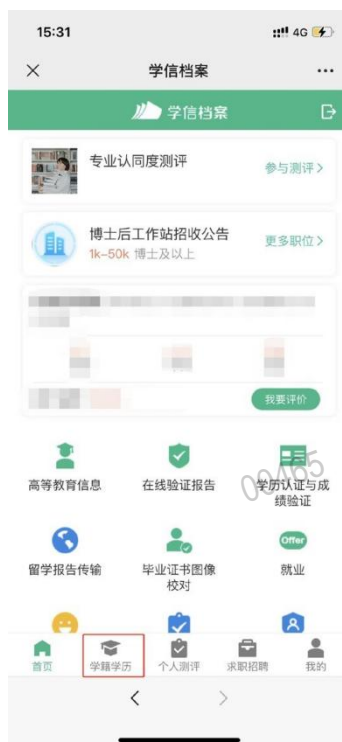 15:31
4G
学信档案
学信档案
专业认同度测评
参与测评
博士后工作站招收公告
更多职位
1k-50k 博士及以上
我要评价
高等教育信息
在线验证报告
学历认证与成
绩验证
00465
留学报告传输
毕业证书图像
校对
Offer
就业
首页
学籍学历
个人测评
求职招聘
我的